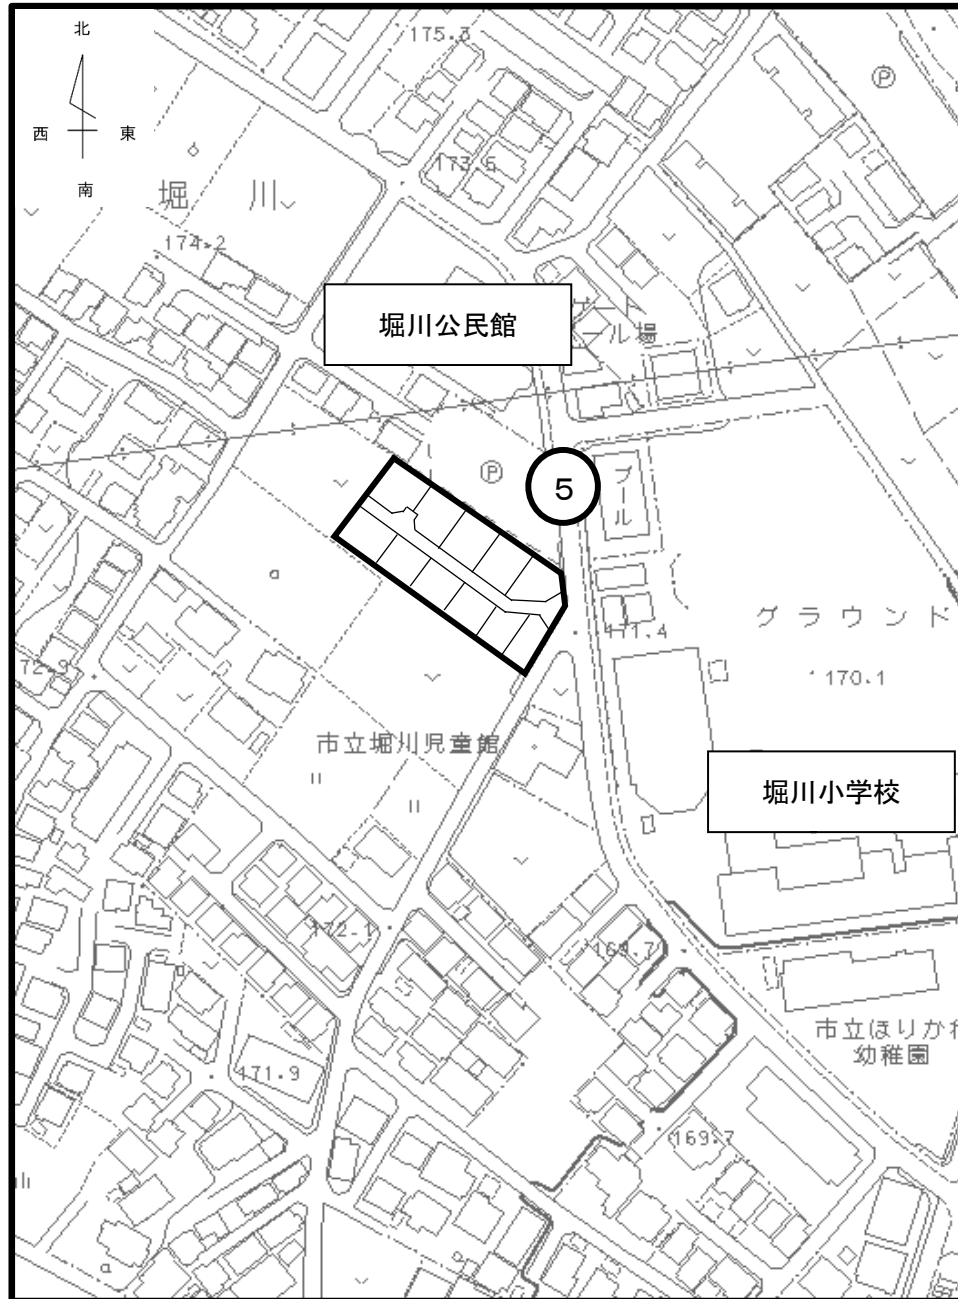 北
西 東
南
175.3
P
173.5
堀 川
174.2
堀川公民館
ール場
P
5
プール
171.4
グラウンド
170.1
72.9
市立堀川児童館
堀川小学校
172.1
169.7
市立ほりかわ
幼稚園
171.9
169.7